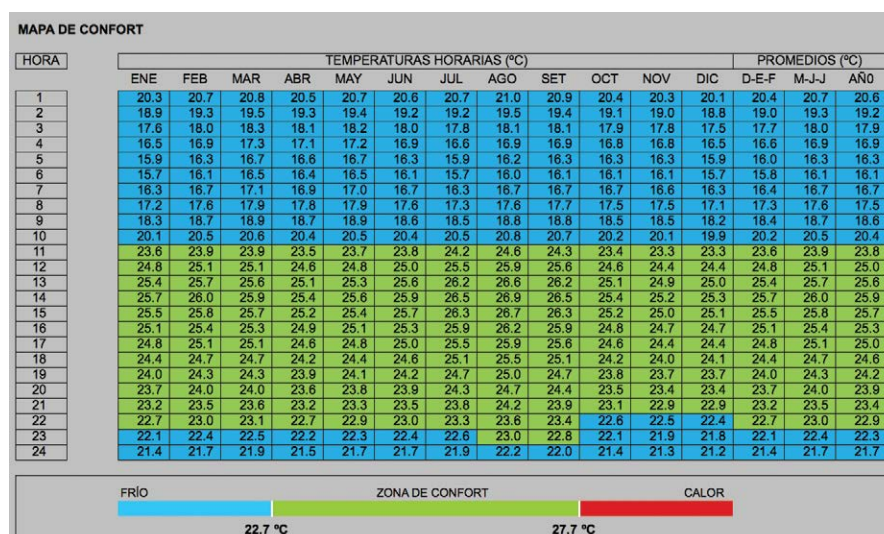 MAPA DE CONFORT
HORA TEMPERATURAS HORARIAS (ºC) PROMEDIOS (ºC)
ENE FEB MAR ABR MAY JUN JUL AGO SET OCT NOV DIC D-E-F M-J-J AÑ0
1 20.3 20.7 20.8 20.5 20.7 20.6 20.7 21.0 20.9 20.4 20.3 20.1 20.4 20.7 20.6
2 18.9 19.3 19.5 19.3 19.4 19.2 19.2 19.5 19.4 19.1 19.0 18.8 19.0 19.3 19.2
3 17.6 18.0 18.3 18.1 18.2 18.0 17.8 18.1 18.1 17.9 17.8 17.5 17.7 18.0 17.9
4 16.5 16.9 17.3 17.1 17.2 16.9 16.6 16.9 16.9 16.8 16.8 16.5 16.6 16.9 16.9
5 15.9 16.3 16.7 16.6 16.7 16.3 15.9 16.2 16.3 16.3 16.3 15.9 16.0 16.3 16.3
6 15.7 16.1 16.5 16.4 16.5 16.1 15.7 16.0 16.1 16.1 16.1 15.7 15.8 16.1 16.1
7 16.3 16.7 17.1 16.9 17.0 16.7 16.3 16.7 16.7 16.7 16.6 16.3 16.4 16.7 16.7
8 17.2 17.6 17.9 17.8 17.9 17.6 17.3 17.6 17.7 17.5 17.5 17.1 17.3 17.6 17.5
9 18.3 18.7 18.9 18.7 18.9 18.6 18.5 18.8 18.8 18.5 18.5 18.2 18.4 18.7 18.6
10 20.1 20.5 20.6 20.4 20.5 20.4 20.5 20.8 20.7 20.2 20.1 19.9 20.2 20.5 20.4
11 23.6 23.9 23.9 23.5 23.7 23.8 24.2 24.6 24.3 23.4 23.3 23.3 23.6 23.9 23.8
12 24.8 25.1 25.1 24.6 24.8 25.0 25.5 25.9 25.6 24.6 24.4 24.4 24.8 25.1 25.0
13 25.4 25.7 25.6 25.1 25.3 25.6 26.2 26.6 26.2 25.1 24.9 25.0 25.4 25.7 25.6
14 25.7 26.0 25.9 25.4 25.6 25.9 26.5 26.9 26.5 25.4 25.2 25.3 25.7 26.0 25.9
15 25.5 25.8 25.7 25.2 25.4 25.7 26.3 26.7 26.3 25.2 25.0 25.1 25.5 25.8 25.7
16 25.1 25.4 25.3 24.9 25.1 25.3 25.9 26.2 25.9 24.8 24.7 24.7 25.1 25.4 25.3
17 24.8 25.1 25.1 24.6 24.8 25.0 25.5 25.9 25.6 24.6 24.4 24.4 24.8 25.1 25.0
18 24.4 24.7 24.7 24.2 24.4 24.6 25.1 25.5 25.1 24.2 24.0 24.1 24.4 24.7 24.6
19 24.0 24.3 24.3 23.9 24.1 24.2 24.7 25.0 24.7 23.8 23.7 23.7 24.0 24.3 24.2
20 23.7 24.0 24.0 23.6 23.8 23.9 24.3 24.7 24.4 23.5 23.4 23.4 23.7 24.0 23.9
21 23.2 23.5 23.6 23.2 23.3 23.5 23.8 24.2 23.9 23.1 22.9 22.9 23.2 23.5 23.4
22 22.7 23.0 23.1 22.7 22.9 23.0 23.3 23.6 23.4 22.6 22.5 22.4 22.7 23.0 22.9
23 22.1 22.4 22.5 22.2 22.3 22.4 22.6 23.0 22.8 22.1 21.9 21.8 22.1 22.4 22.3
24 21.4 21.7 21.9 21.5 21.7 21.7 21.9 22.2 22.0 21.4 21.3 21.2 21.4 21.7 21.7
FRÍO ZONA DE CONFORT CALOR
22.7 ºC 27.7 ºC